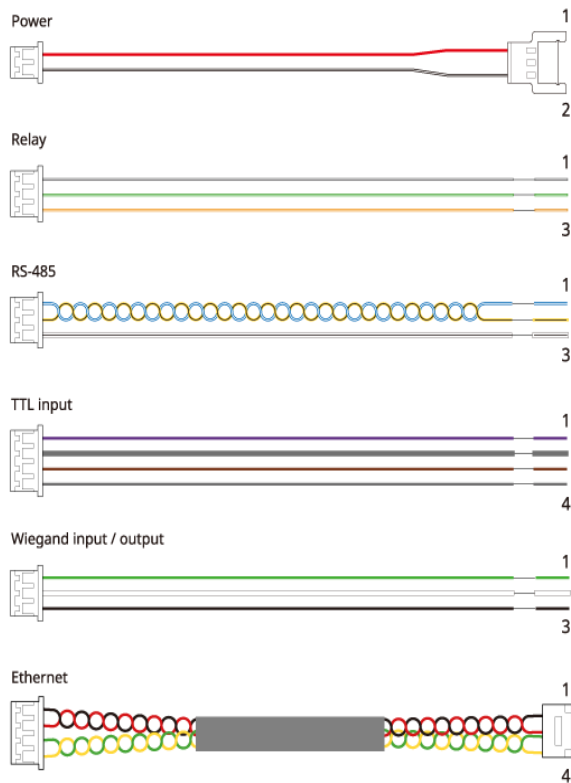 Power
1
2
Relay
1
3
RS-485
1
3
TTL input
1
4
Wiegand input / output
1
3
Ethernet
1
4